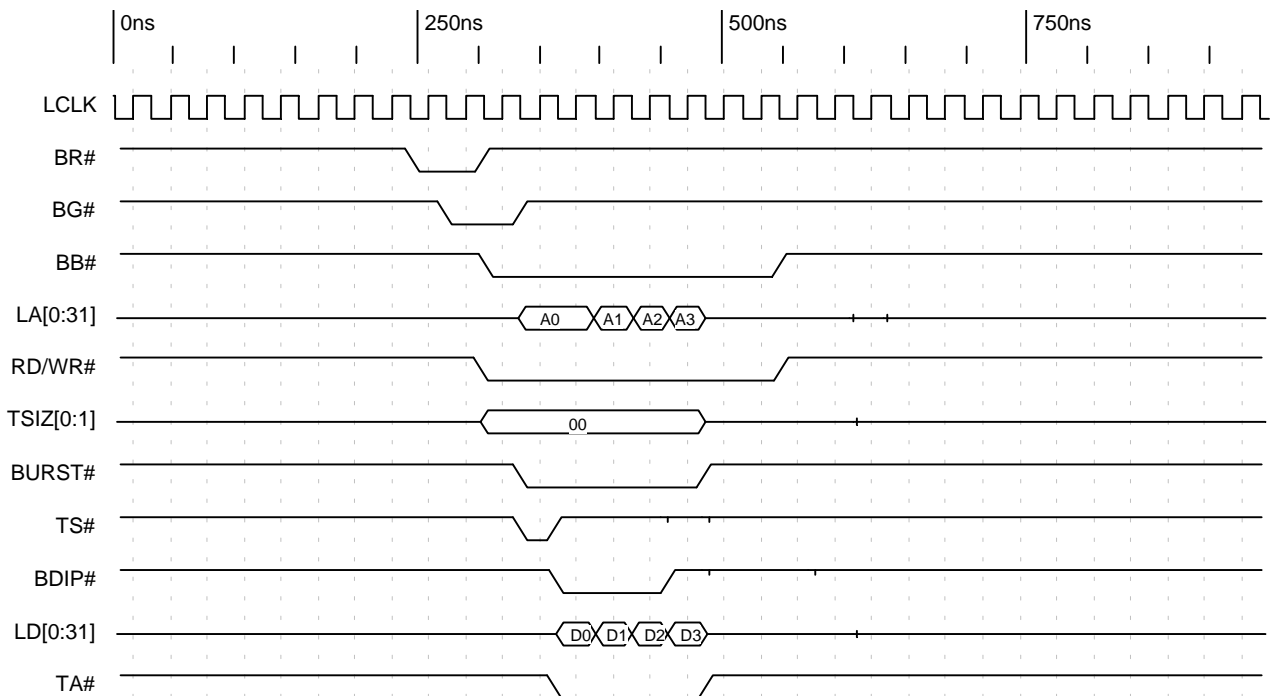 0ns 250ns 500ns 750ns
LCLK
BR#
BG#
BB#
LA[0:31] A0 A1 A2 A3
RD/WR#
TSIZ[0:1] 00
BURST#
TS#
BDIP#
LD[0:31] D0 D1 D2 D3
TA#